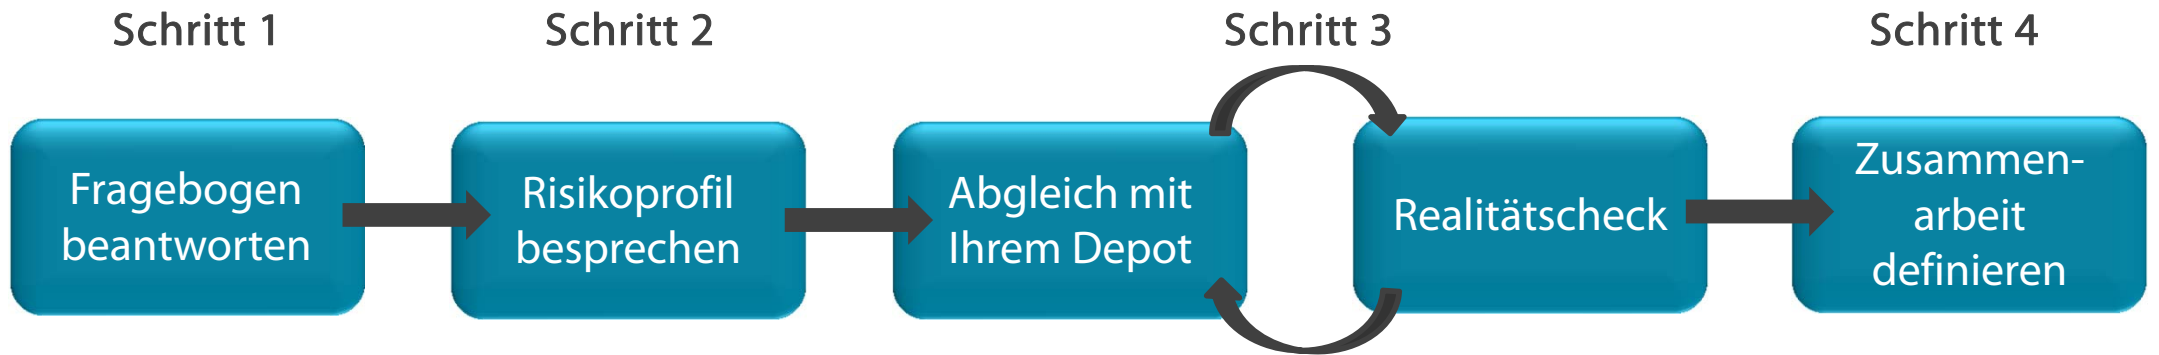 Schritt 1
Schritt 2
Schritt 3
Schritt 4
Fragebogen
beantworten
Risikoprofil
besprechen
Abgleich mit
Ihrem Depot
Realitätscheck
Zusammen-
arbeit
definieren